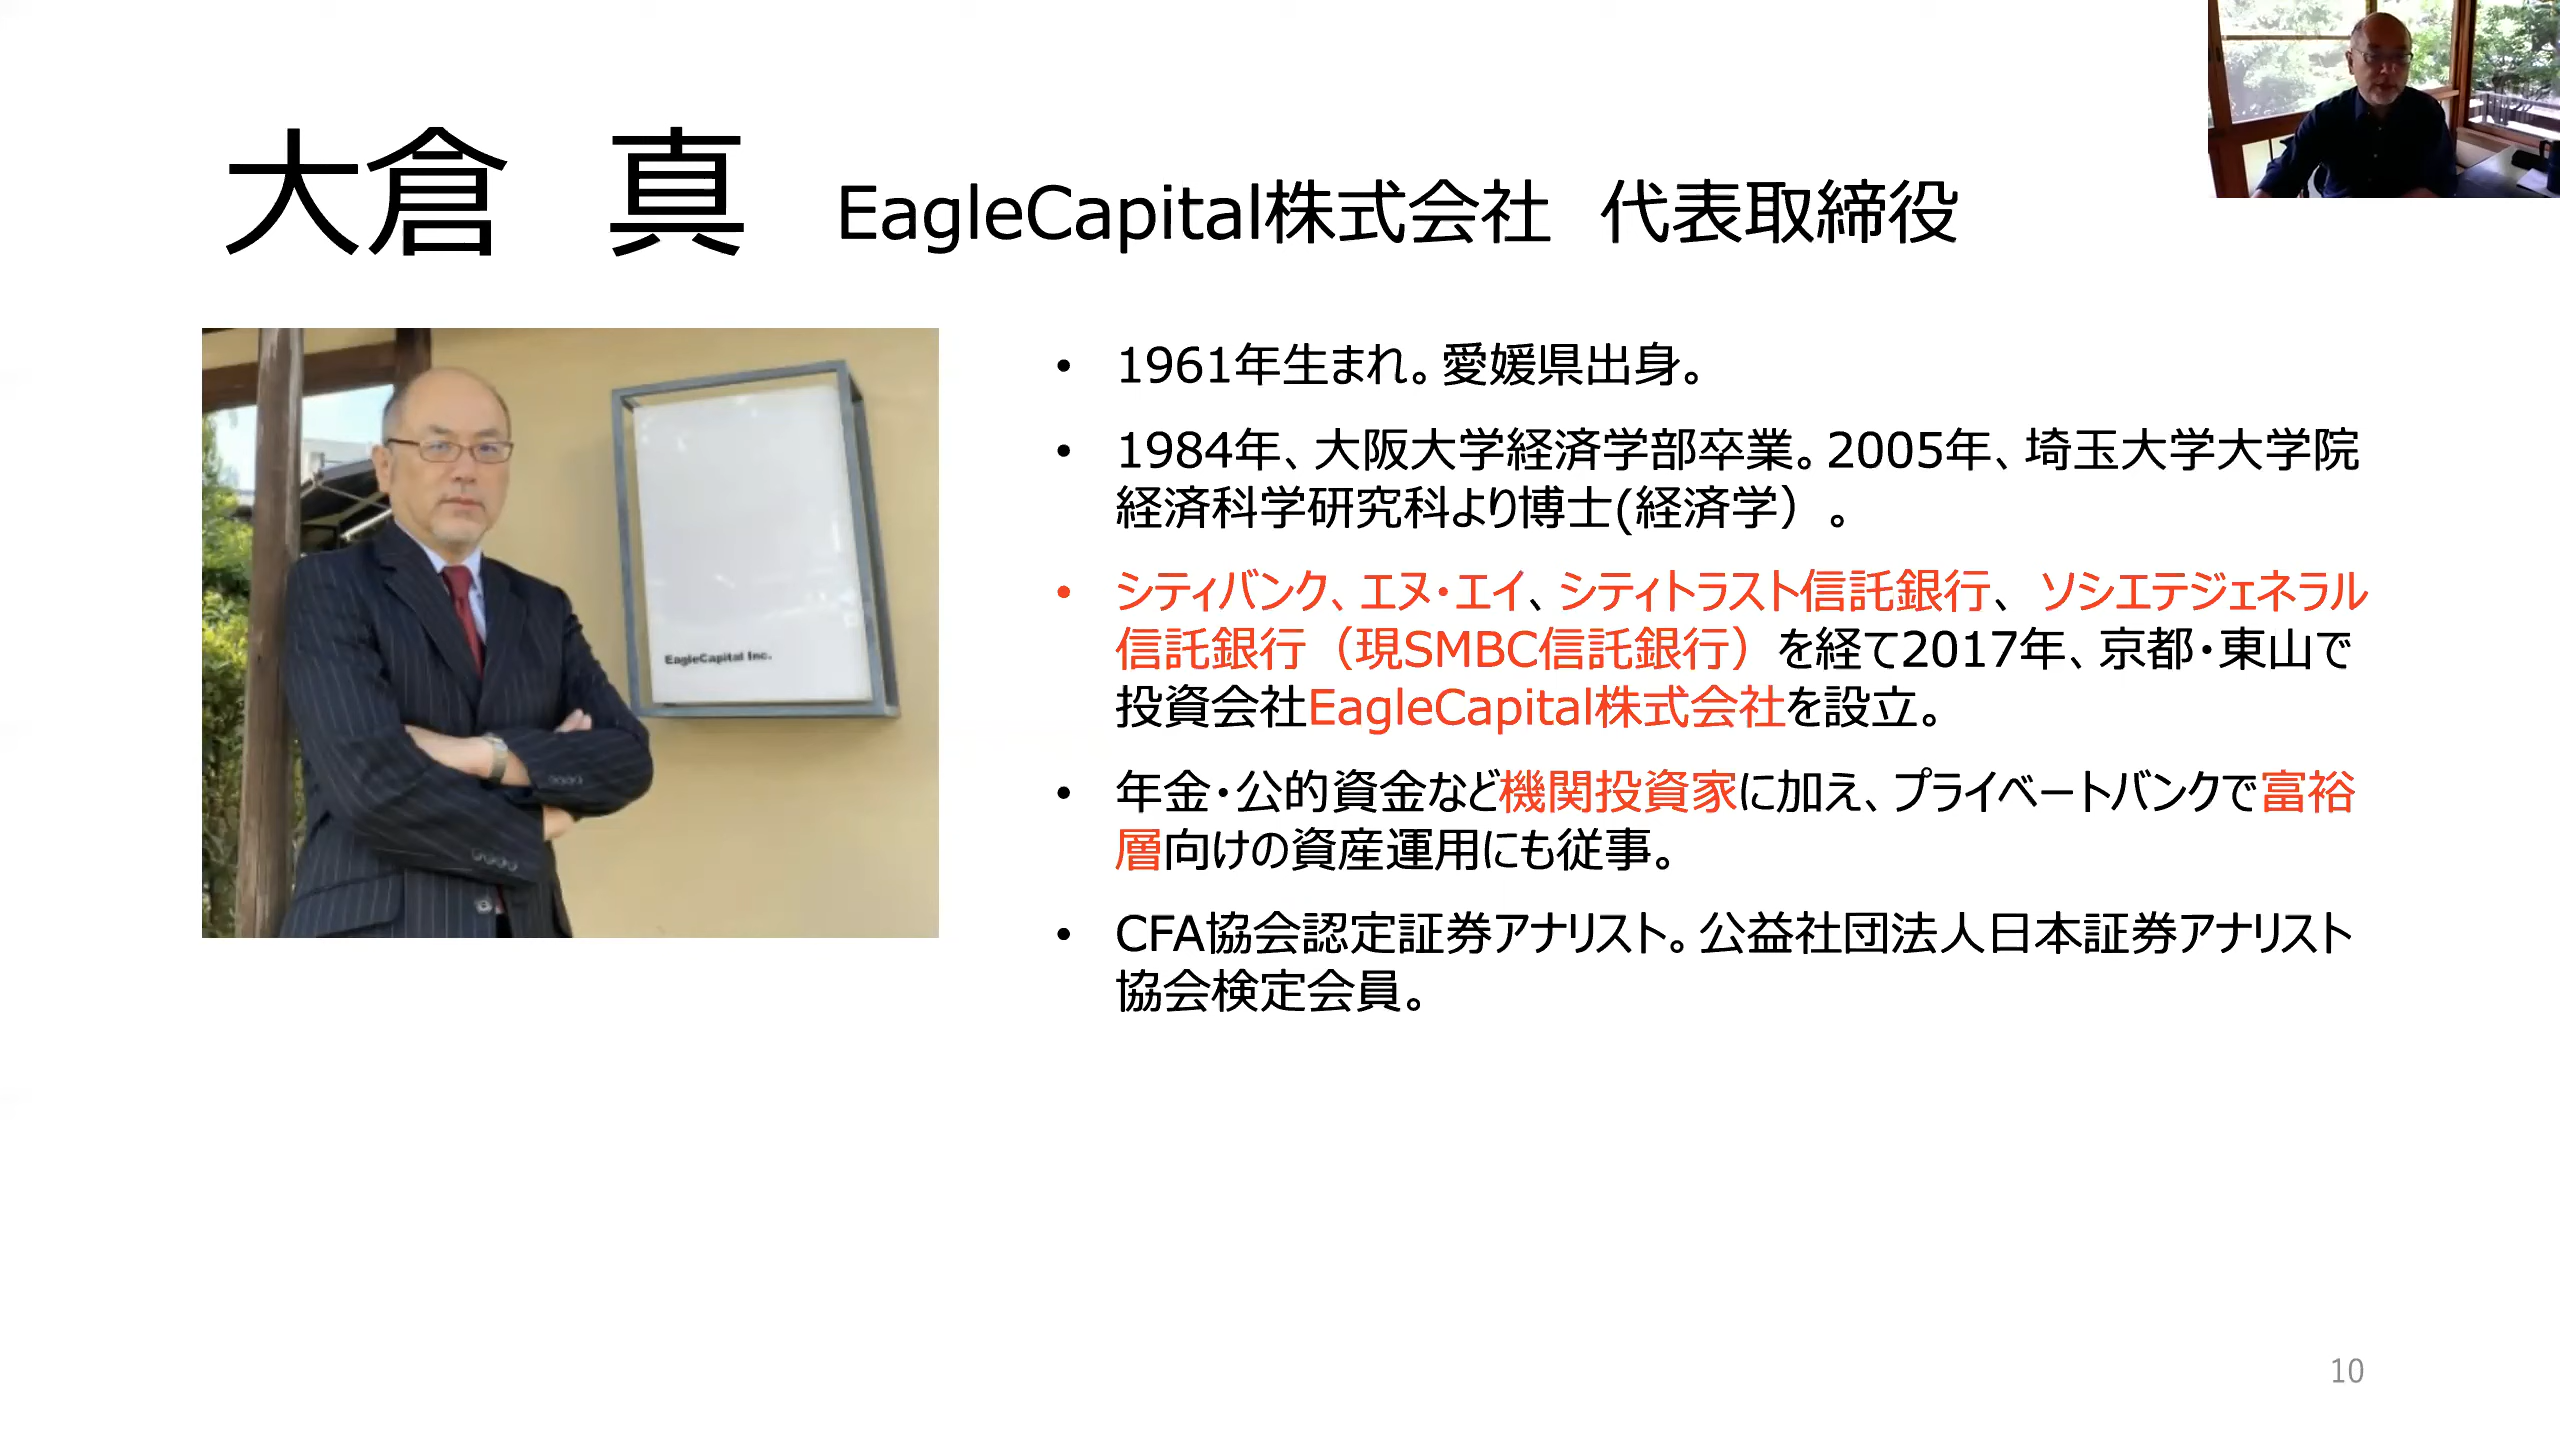 大倉　真　EagleCapital株式会社　代表取締役
EagleCapital Inc.
• 1961年生まれ。愛媛県出身。
• 1984年、大阪大学経済学部卒業。2005年、埼玉大学大学院
経済科学研究科より博士(経済学）。
• シティバンク、エヌ・エイ、シティトラスト信託銀行、ソシエテジェネラル
信託銀行（現SMBC信託銀行）を経て2017年、京都・東山で
投資会社EagleCapital株式会社を設立。
• 年金・公的資金など機関投資家に加え、プライベートバンクで富裕
層向けの資産運用にも従事。
• CFA協会認定証券アナリスト。公益社団法人日本証券アナリスト
協会検定会員。
10